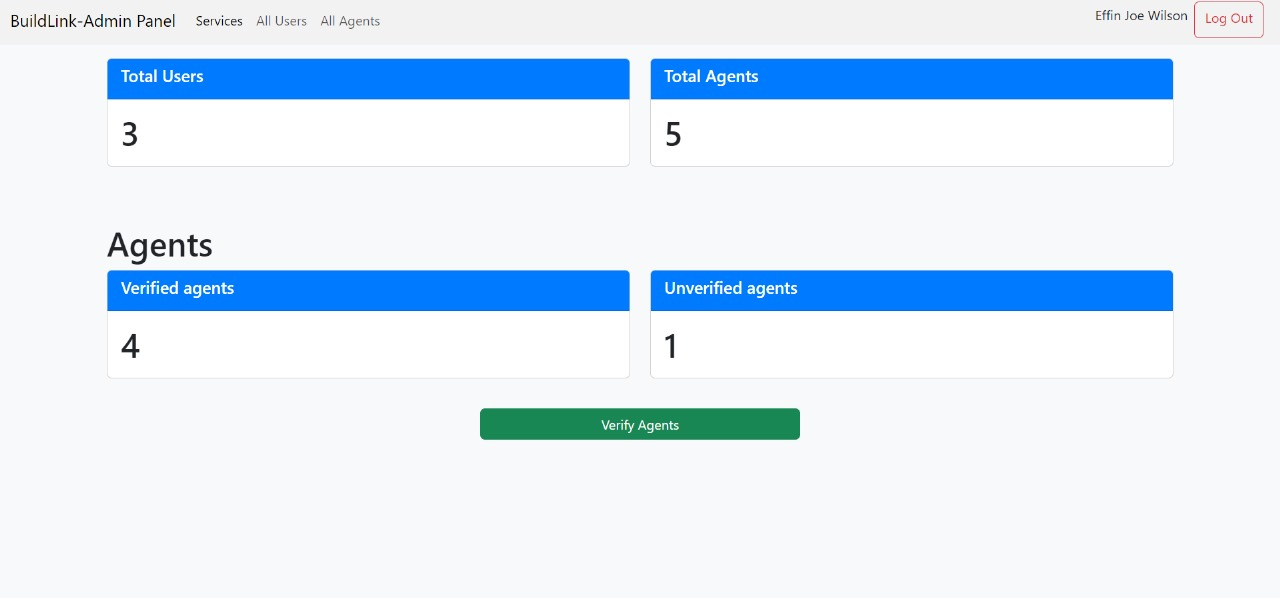 BuildLink-Admin Panel Services All Users All Agents Effin Joe Wilson Log Out
Total Users Total Agents
3 5
Agents
Verified agents Unverified agents
4 1
Verify Agents